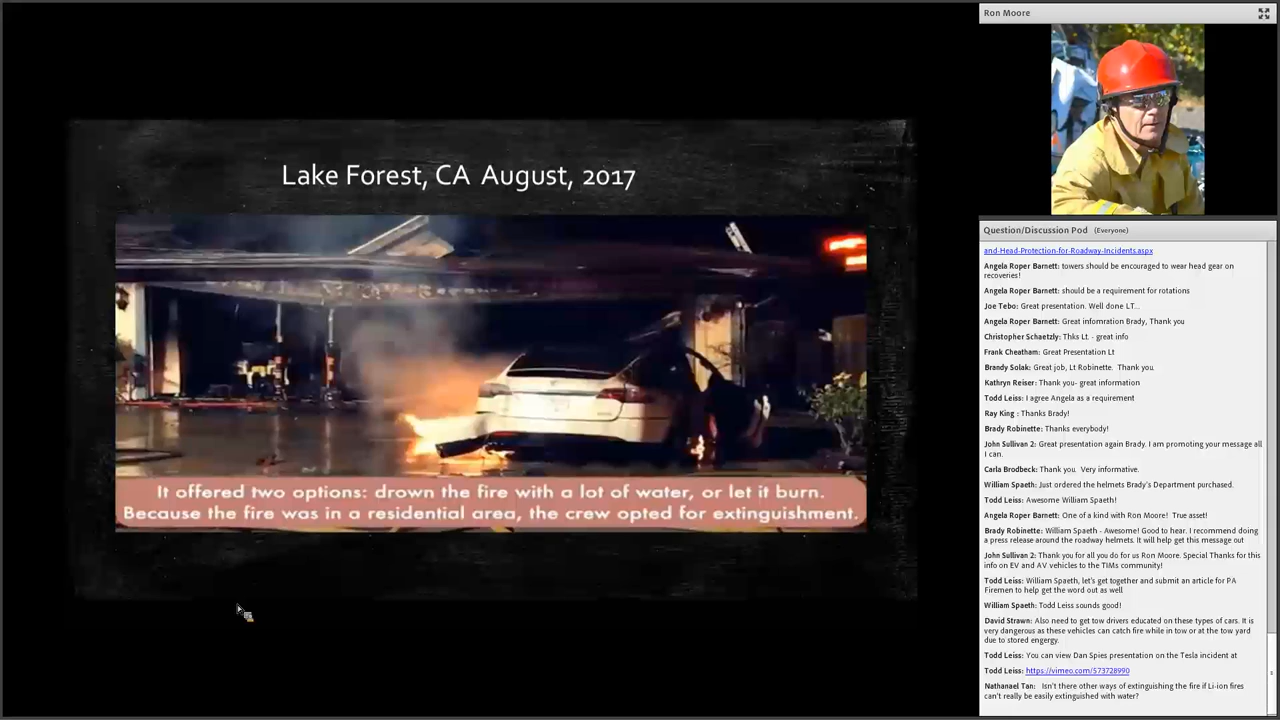 Ron Moore
Lake Forest, CA August, 2017
It offered two options: drown the fire with a lot of water, or let it burn.
Because the fire was in a residential area, the crew opted for extinguishment.
Question/Discussion Pod (Everyone)
and-Head-Protection-for-Roadway-Incidents.aspx
Angela Roper Barnett: towers should be encouraged to wear head gear on
recoveries!
Angela Roper Barnett: should be a requirement for rotations
Joe Tebo: Great presentation. Well done LT...
Angela Roper Barnett: Great infomration Brady, Thank you
Christopher Schaetzly: Thks Lt. - great info
Frank Cheatham: Great Presentation Lt
Brandy Solak: Great job, Lt Robinette. Thank you.
Kathryn Reiser: Thank you- great information
Todd Leiss: I agree Angela as a requirement
Ray King : Thanks Brady!
Brady Robinette: Thanks everybody!
John Sullivan 2: Great presentation again Brady. I am promoting your message all
I can.
Carla Brodbeck: Thank you. Very informative.
William Spaeth: Just ordered the helmets Brady's Department purchased.
Todd Leiss: Awesome William Spaeth!
Angela Roper Barnett: One of a kind with Ron Moore! True asset!
Brady Robinette: William Spaeth - Awesome! Good to hear. I recommend doing
a press release around the roadway helmets. It will help get this message out
John Sullivan 2: Thank you for all you do for us Ron Moore. Special Thanks for this
info on EV and AV vehicles to the TIMs community!
Todd Leiss: William Spaeth, let's get together and submit an article for PA
Firemen to help get the word out as well
William Spaeth: Todd Leiss sounds good!
David Strawn: Also need to get tow drivers educated on these types of cars. It is
very dangerous as these vehicles can catch fire while in tow or at the tow yard
due to stored engergy.
Todd Leiss: You can view Dan Spies presentation on the Tesla incident at
Todd Leiss: https://vimeo.com/573728990
Nathanael Tan: Isn't there other ways of extinguishing the fire if Li-ion fires
can't really be easily extinguished with water?